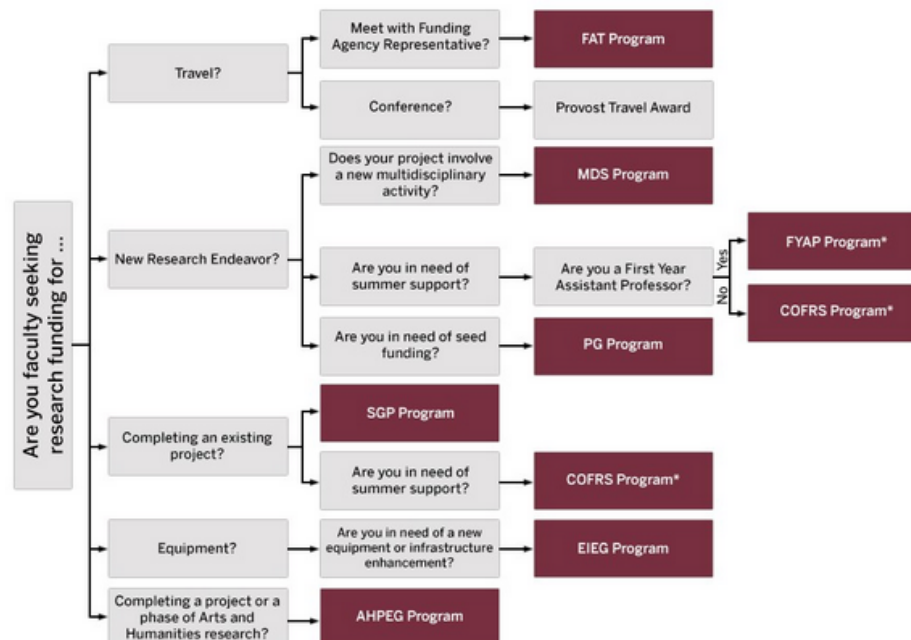 Are you faculty seeking
research funding for ...
Travel?
Meet with Funding
Agency Representative?
FAT Program
Conference?
Provost Travel Award
New Research Endeavor?
Does your project involve
a new multidisciplinary
activity?
MDS Program
Are you in need of
summer support?
Are you a First Year
Assistant Professor?
Yes
FYAP Program*
No
COFRS Program*
Are you in need of seed
funding?
PG Program
Completing an existing
project?
SGP Program
Are you in need of
summer support?
COFRS Program*
Equipment?
Are you in need of a new
equipment or infrastructure
enhancement?
EIEG Program
Completing a project or a
phase of Arts and
Humanities research?
AHPEG Program